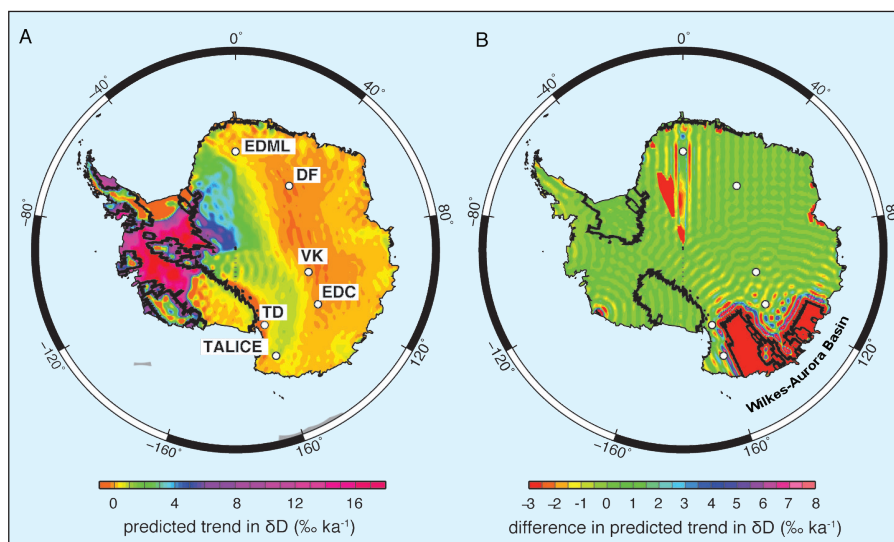 A
0°
40°
80°
120°
160°
−160°
−120°
−80°
−40°
EDML
DF
VK
EDC
TD
TALICE
0 4 8 12 16
predicted trend in δD (‰ ka⁻¹)
B
0°
40°
80°
120°
160°
−160°
−120°
−80°
−40°
Wilkes-Aurora Basin
-3 -2 -1 0 1 2 3 4 5 6 7 8
difference in predicted trend in δD (‰ ka⁻¹)